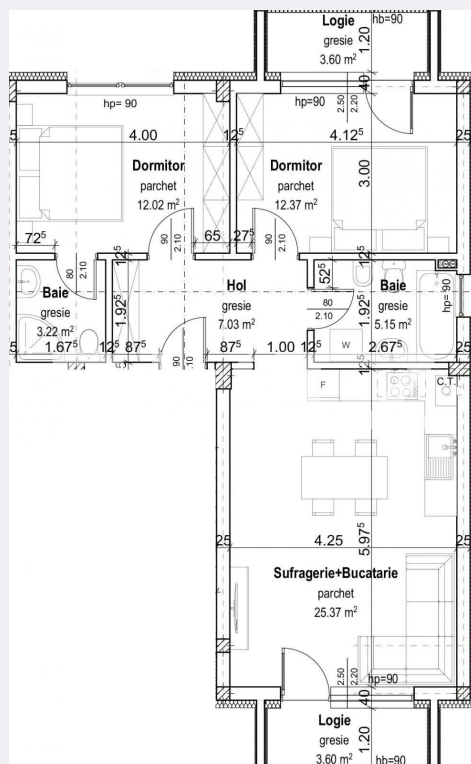 Logie
gresie
3.60 m²
hb=90
1.20
40
hp= 90
hp=90
2.50
2.20
5
4.00
12⁵
4.12⁵
25
Dormitor
parchet
12.02 m²
Dormitor
parchet
12.37 m²
3.00
72⁵
90
2.10
65
27⁵
90
2.10
80
2.10
12⁵
12⁵
Baie
gresie
3.22 m²
1.92⁵
Hol
gresie
7.03 m²
52⁵
80
2.10
Baie
gresie
5.15 m²
1.92⁵
hp= 90
W
5
1.67⁵
12⁵
87⁵
90
2.10
87⁵
1.00
12⁵
2.67⁵
25
12⁵
F
C.T.
25
4.25
25
5.97⁵
Sufragerie+Bucatarie
parchet
25.37 m²
2.50
2.20
hp=90
40
Logie
gresie
3.60 m²
1.20
hb=90